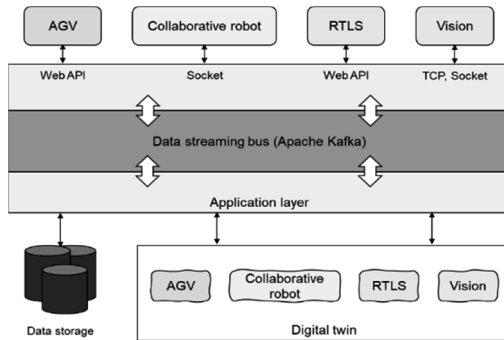 AGV
Collaborative robot
RTLS
Vision
Web API
Socket
Web API
TCP, Socket
Data streaming bus (Apache Kafka)
Application layer
Data storage
AGV
Collaborative
robot
RTLS
Vision
Digital twin